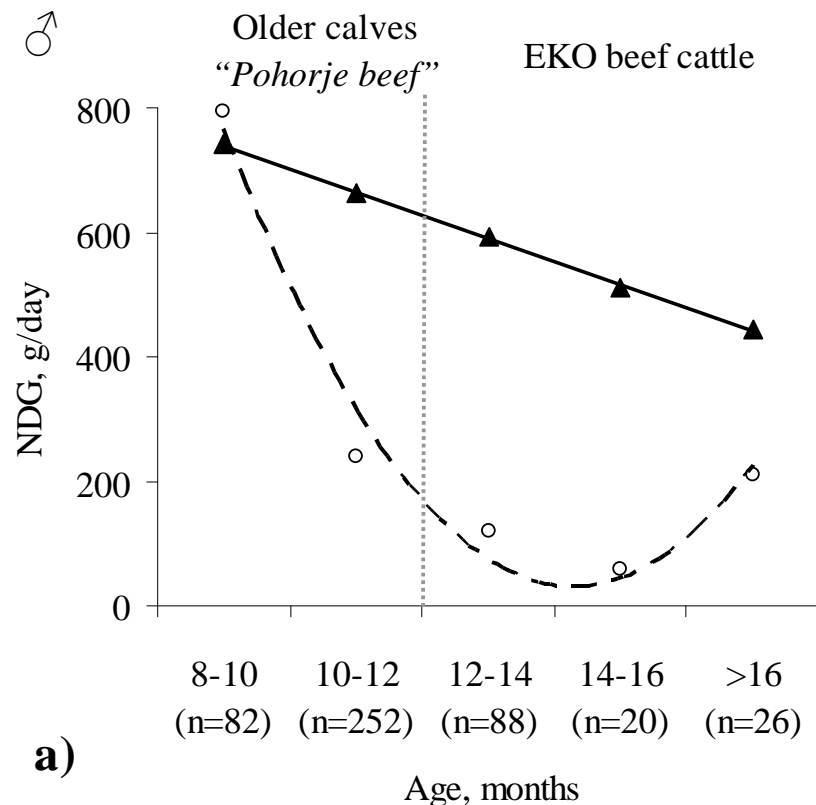 ♂
Older calves
“Pohorje beef”
EKO beef cattle
NDG, g/day
800
600
400
200
0
8-10 10-12 12-14 14-16 >16
(n=82) (n=252) (n=88) (n=20) (n=26)
a)
Age, months